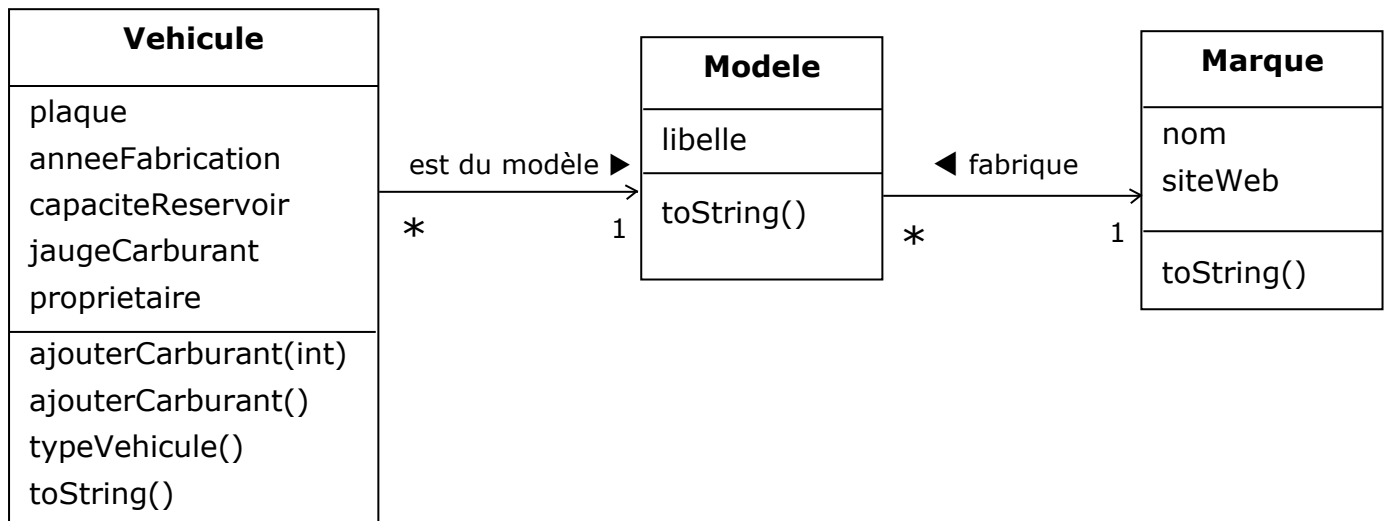 Vehicule
plaque
anneeFabrication
capaciteReservoir
jaugeCarburant
proprietaire
ajouterCarburant(int)
ajouterCarburant()
typeVehicule()
toString()
est du modèle ▶
*
1
Modele
libelle
toString()
◀ fabrique
*
1
Marque
nom
siteWeb
toString()